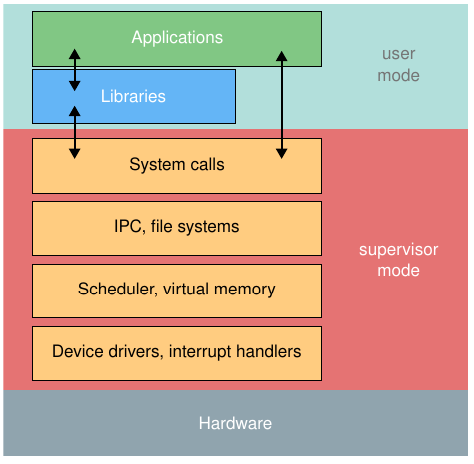 Applications
user
mode
Libraries
System calls
IPC, file systems
supervisor
mode
Scheduler, virtual memory
Device drivers, interrupt handlers
Hardware